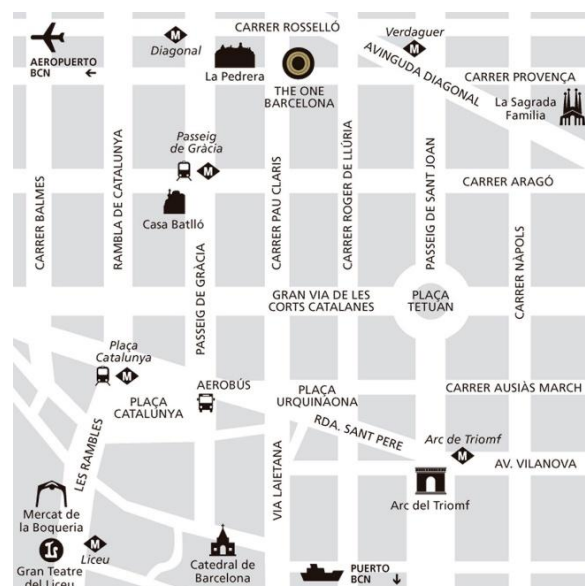 CARRER ROSSELLÓ
Verdaguer
M
M
Diagonal
AEROPUERTO
BCN
La Pedrera
THE ONE
BARCELONA
AVINGUDA DIAGONAL
CARRER PROVENÇA
La Sagrada
Familia
Passeig
de Gràcia
M
CARRER BALMES
RAMBLA DE CATALUNYA
CARRER PAU CLARIS
CARRER ROGER DE LLÚRIA
PASSEIG DE SANT JOAN
CARRER ARAGÓ
Casa Batlló
PASSEIG DE GRÀCIA
CARRER NÀPOLS
GRAN VIA DE LES
CORTS CATALANES
PLAÇA
TETUAN
Plaça
Catalunya
M
AEROBÚS
PLAÇA
CATALUNYA
PLAÇA
URQUINAONA
CARRER AUSIÀS MARCH
RDA. SANT PERE
Arc de Triomf
M
LES RAMBLES
VIA LAIETANA
AV. VILANOVA
Arc del Triomf
Mercat de
la Boqueria
M
Liceu
Gran Teatre
del Liceu
Catedral de
Barcelona
PUERTO
BCN